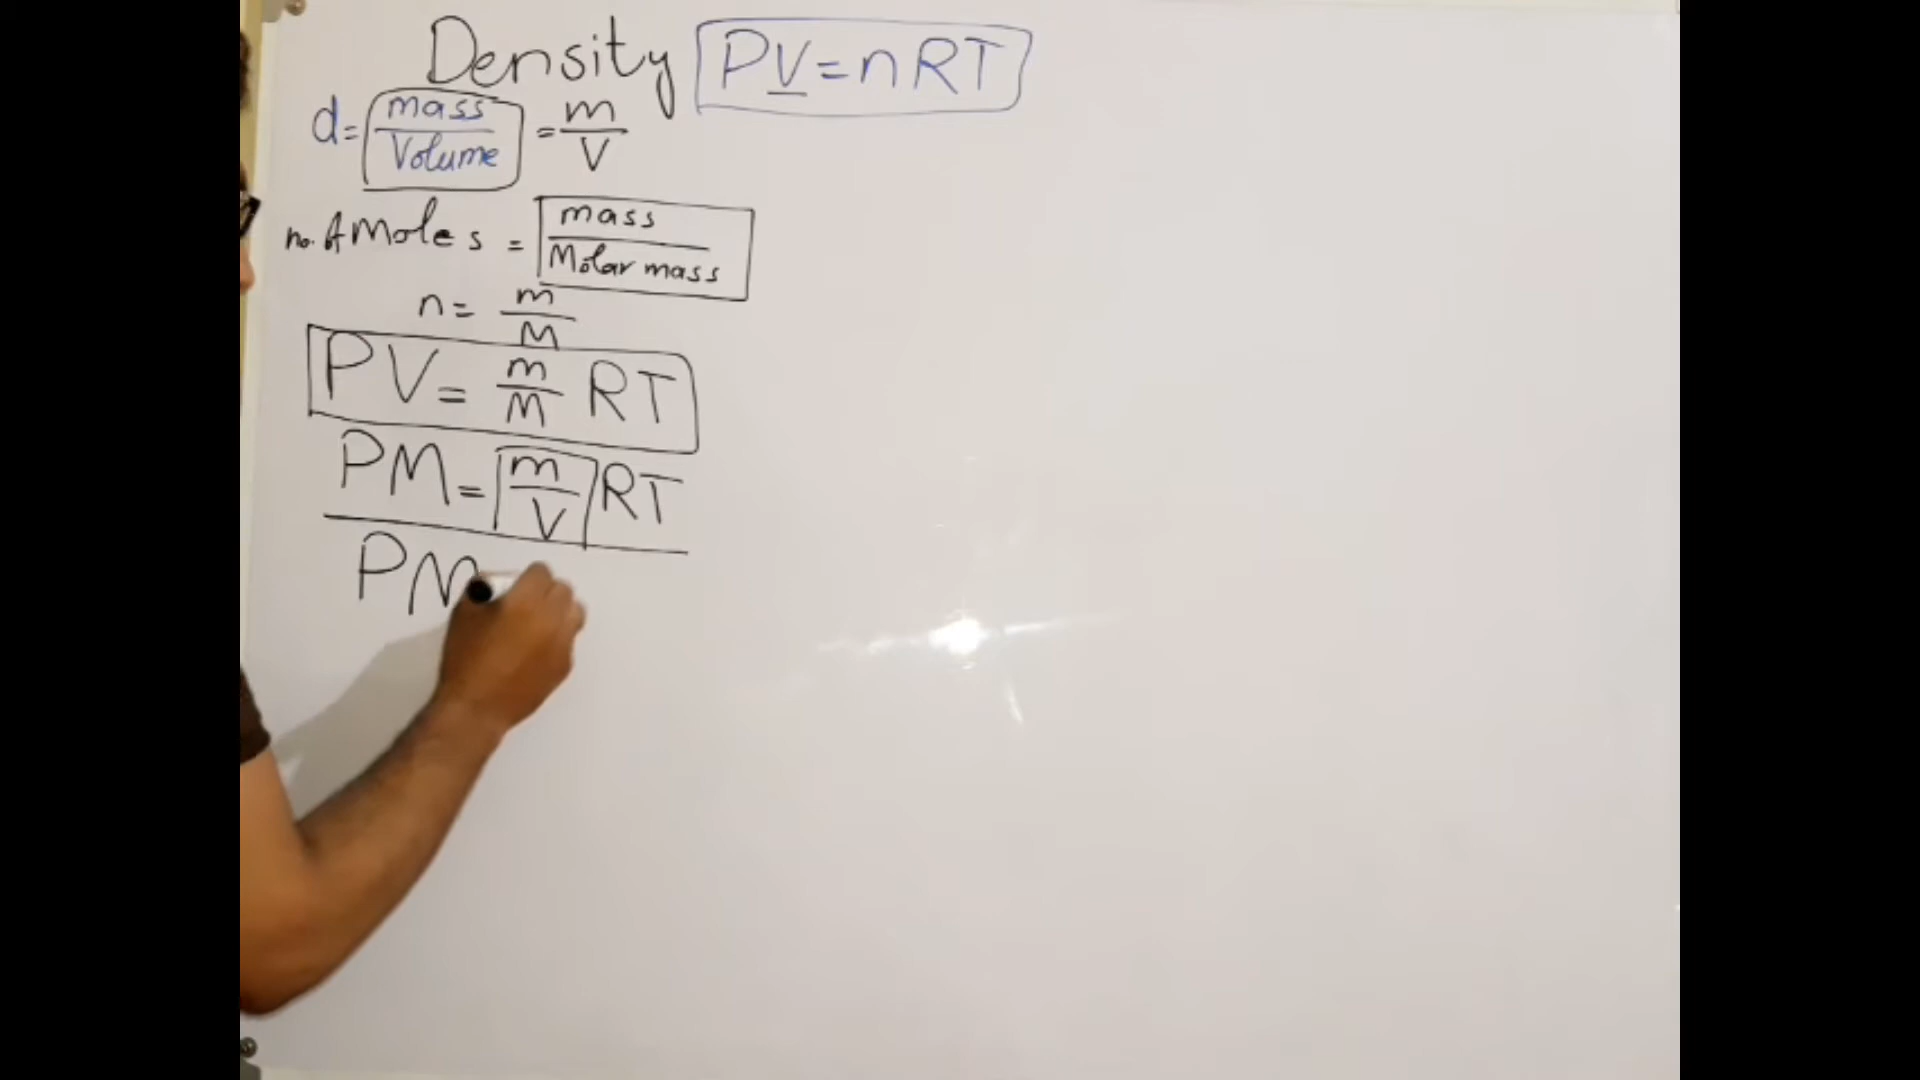 Density PV=nRT
d= mass/Volume = m/V
no. of Moles = mass/Molar mass
n= m/M
PV= m/M RT
PM= m/V RT
PM